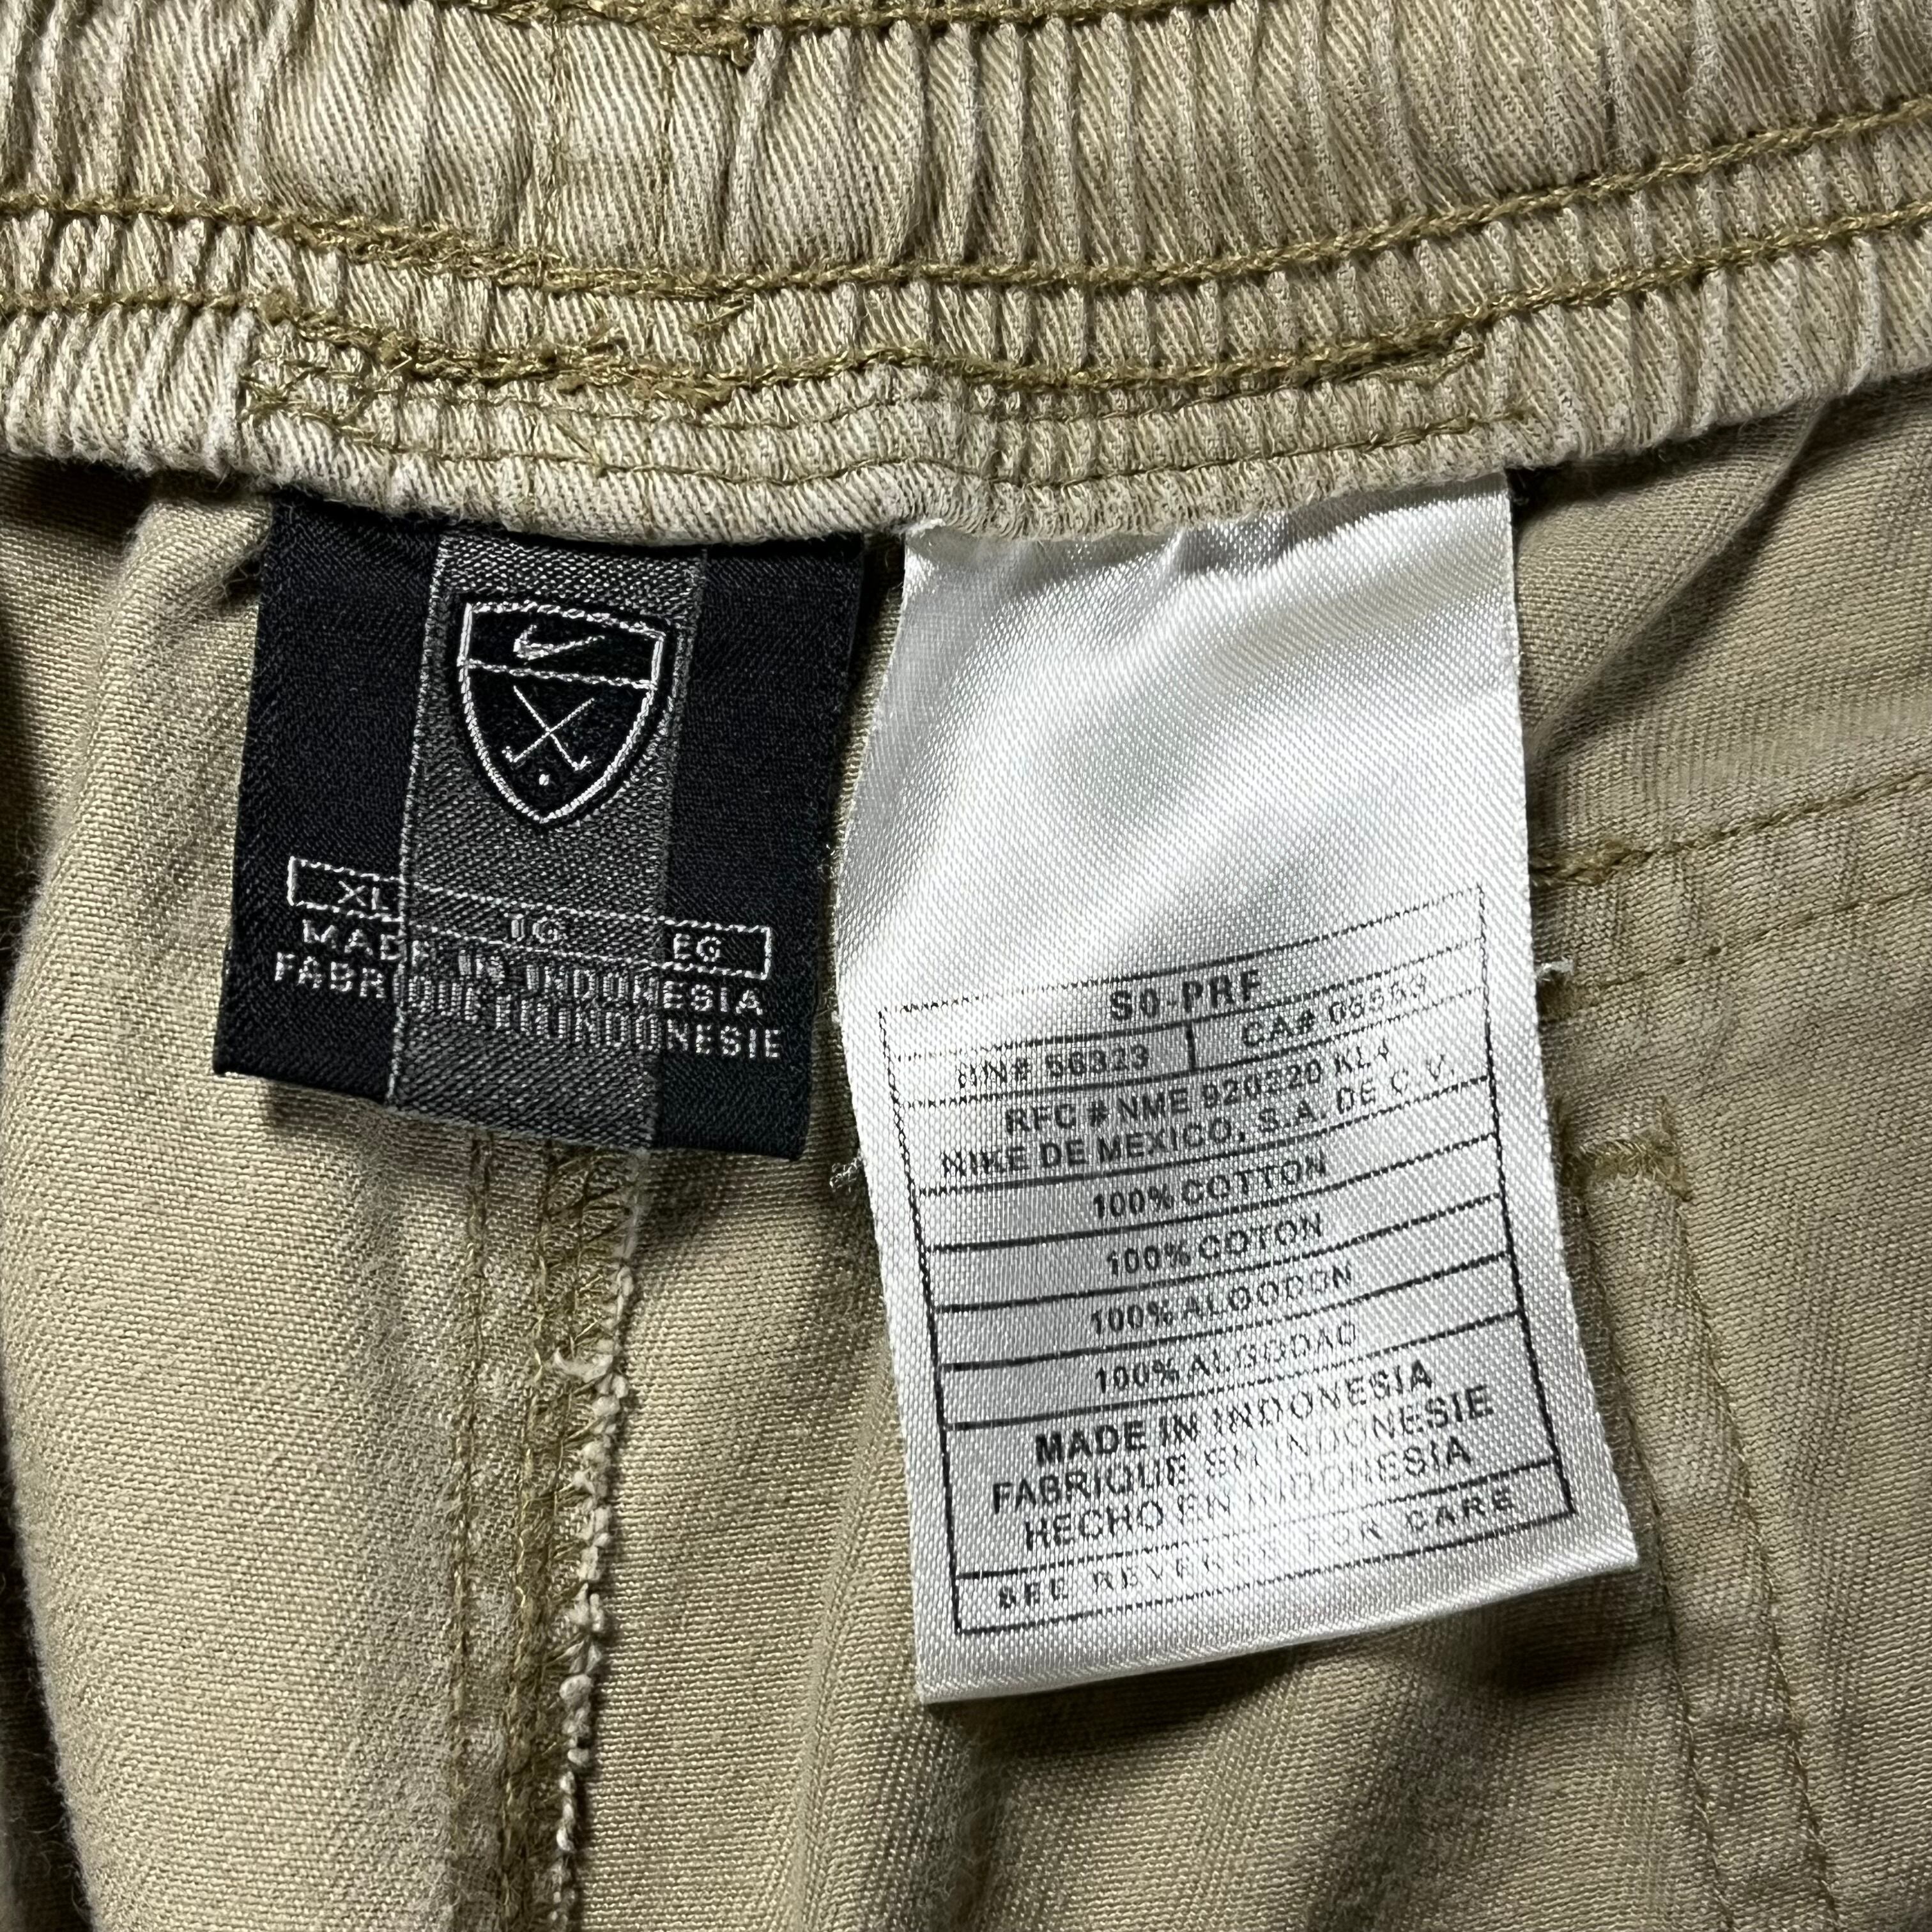 XL TG EG
MADE IN INDONESIA
FABRIQUE EN INDONESIE
S0-PRF
RN# 56323 CA# 05553
RFC # NME 920220 KL4
NIKE DE MEXICO, S.A. DE C.V.
100% COTTON
100% COTON
100% ALGODON
100% ALGODAO
MADE IN INDONESIA
FABRIQUE EN INDONESIE
HECHO EN INDONESIA
SEE REVERSE FOR CARE